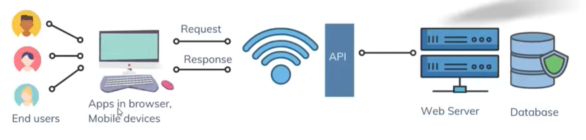 Request
Response
API
End users
Apps in browser,
Mobile devices
Web Server
Database